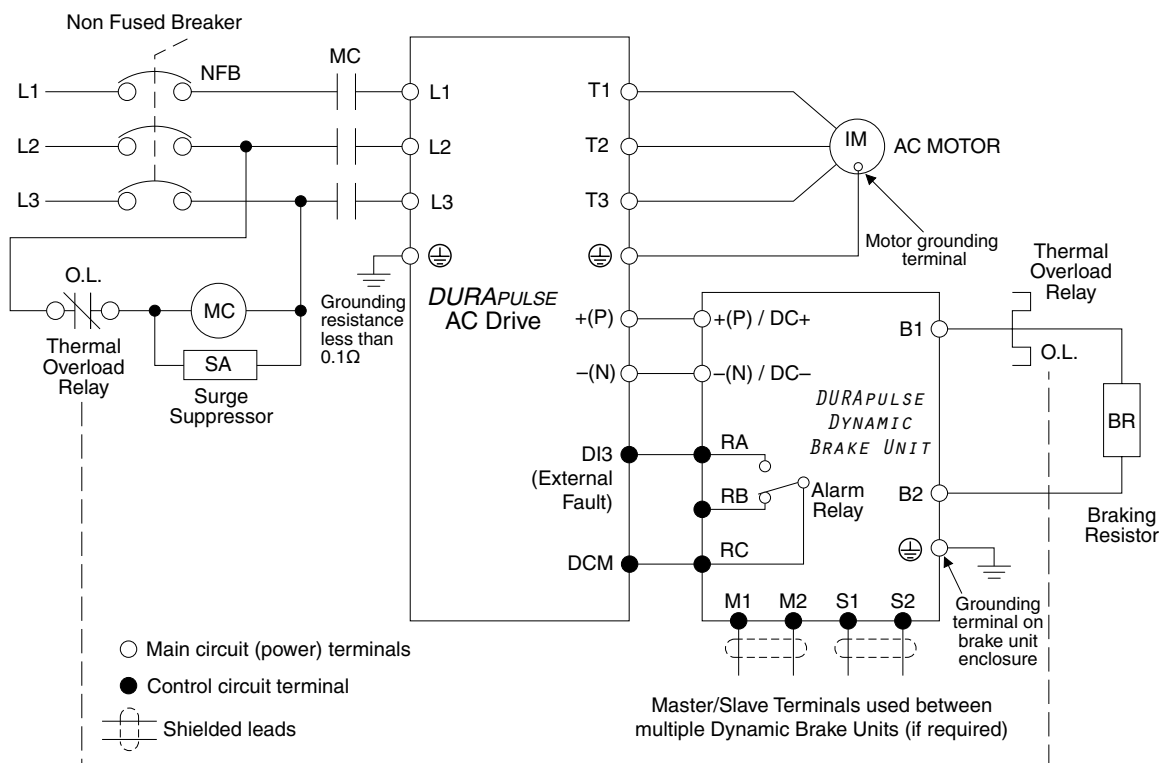 Non Fused Breaker
NFB
MC
L1
L2
L3
L1
L2
L3
T1
T2
T3
IM
AC MOTOR
Motor grounding
terminal
O.L.
MC
SA
Thermal
Overload
Relay
Surge
Suppressor
Grounding
resistance
less than
0.1Ω
DURAPULSE
AC Drive
+(P)
–(N)
DI3
(External
Fault)
DCM
+(P) / DC+
–(N) / DC–
RA
RB
RC
Alarm
Relay
DURAPULSE
DYNAMIC
BRAKE UNIT
B1
B2
Thermal
Overload
Relay
O.L.
BR
Braking
Resistor
M1
M2
S1
S2
Grounding
terminal on
brake unit
enclosure
Main circuit (power) terminals
Control circuit terminal
Shielded leads
Master/Slave Terminals used between
multiple Dynamic Brake Units (if required)